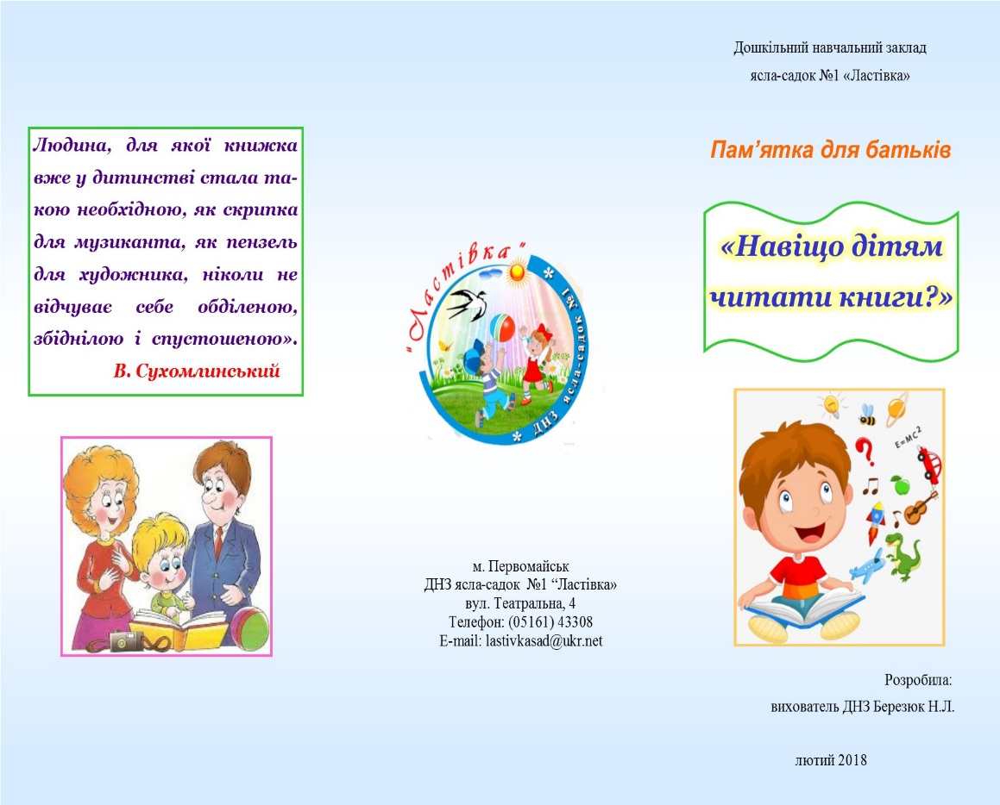 Людина, для якої книжка
вже у дитинстві стала та-
кою необхідною, як скрипка
для музиканта, як пензель
для художника, ніколи не
відчуває себе обділеною,
збіднілою і спустошеною».
В. Сухомлинський
"Ластівка"
* ДНЗ ясла-садок №1 *
м. Первомайськ
ДНЗ ясла-садок №1 “Ластівка»
вул. Театральна, 4
Телефон: (05161) 43308
E-mail: lastivkasad@ukr.net
Дошкільний навчальний заклад
ясла-садок №1 «Ластівка»
Пам’ятка для батьків
«Навіщо дітям
читати книги?»
?
E=MC²
Розробила:
вихователь ДНЗ Березюк Н.Л.
лютий 2018